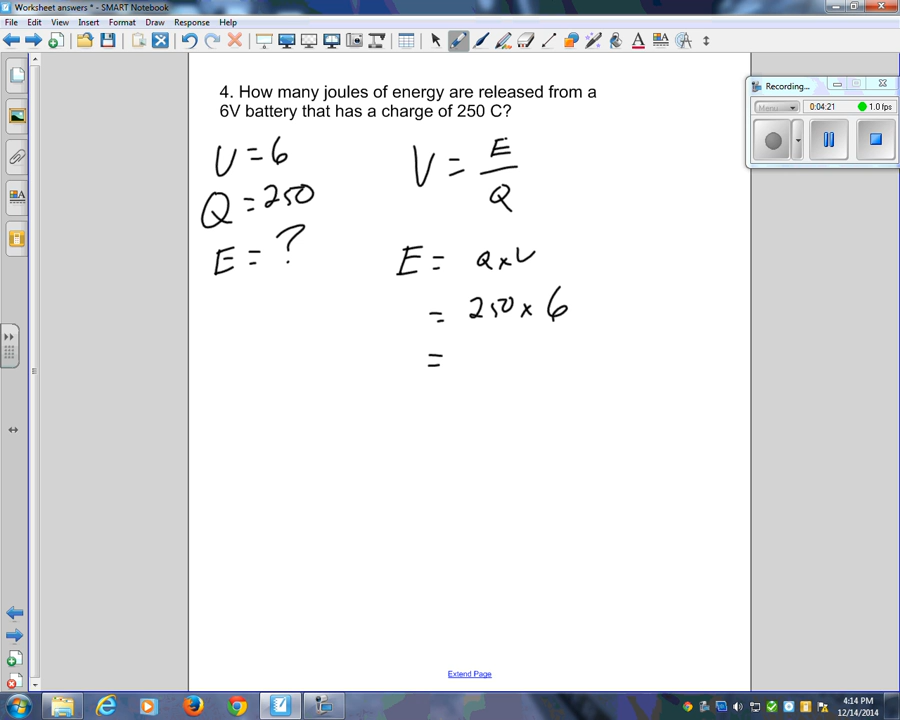 Worksheet answers * - SMART Notebook
File Edit View Insert Format Tools Draw Response Help
4. How many joules of energy are released from a
6V battery that has a charge of 250 C?
Recording...
Menu
0:04:21
1.0 fps
V = 6
Q = 250
E = ?
V = E
Q
E = Q x V
= 250 x 6
=
Extend Page
4:14 PM
12/14/2014